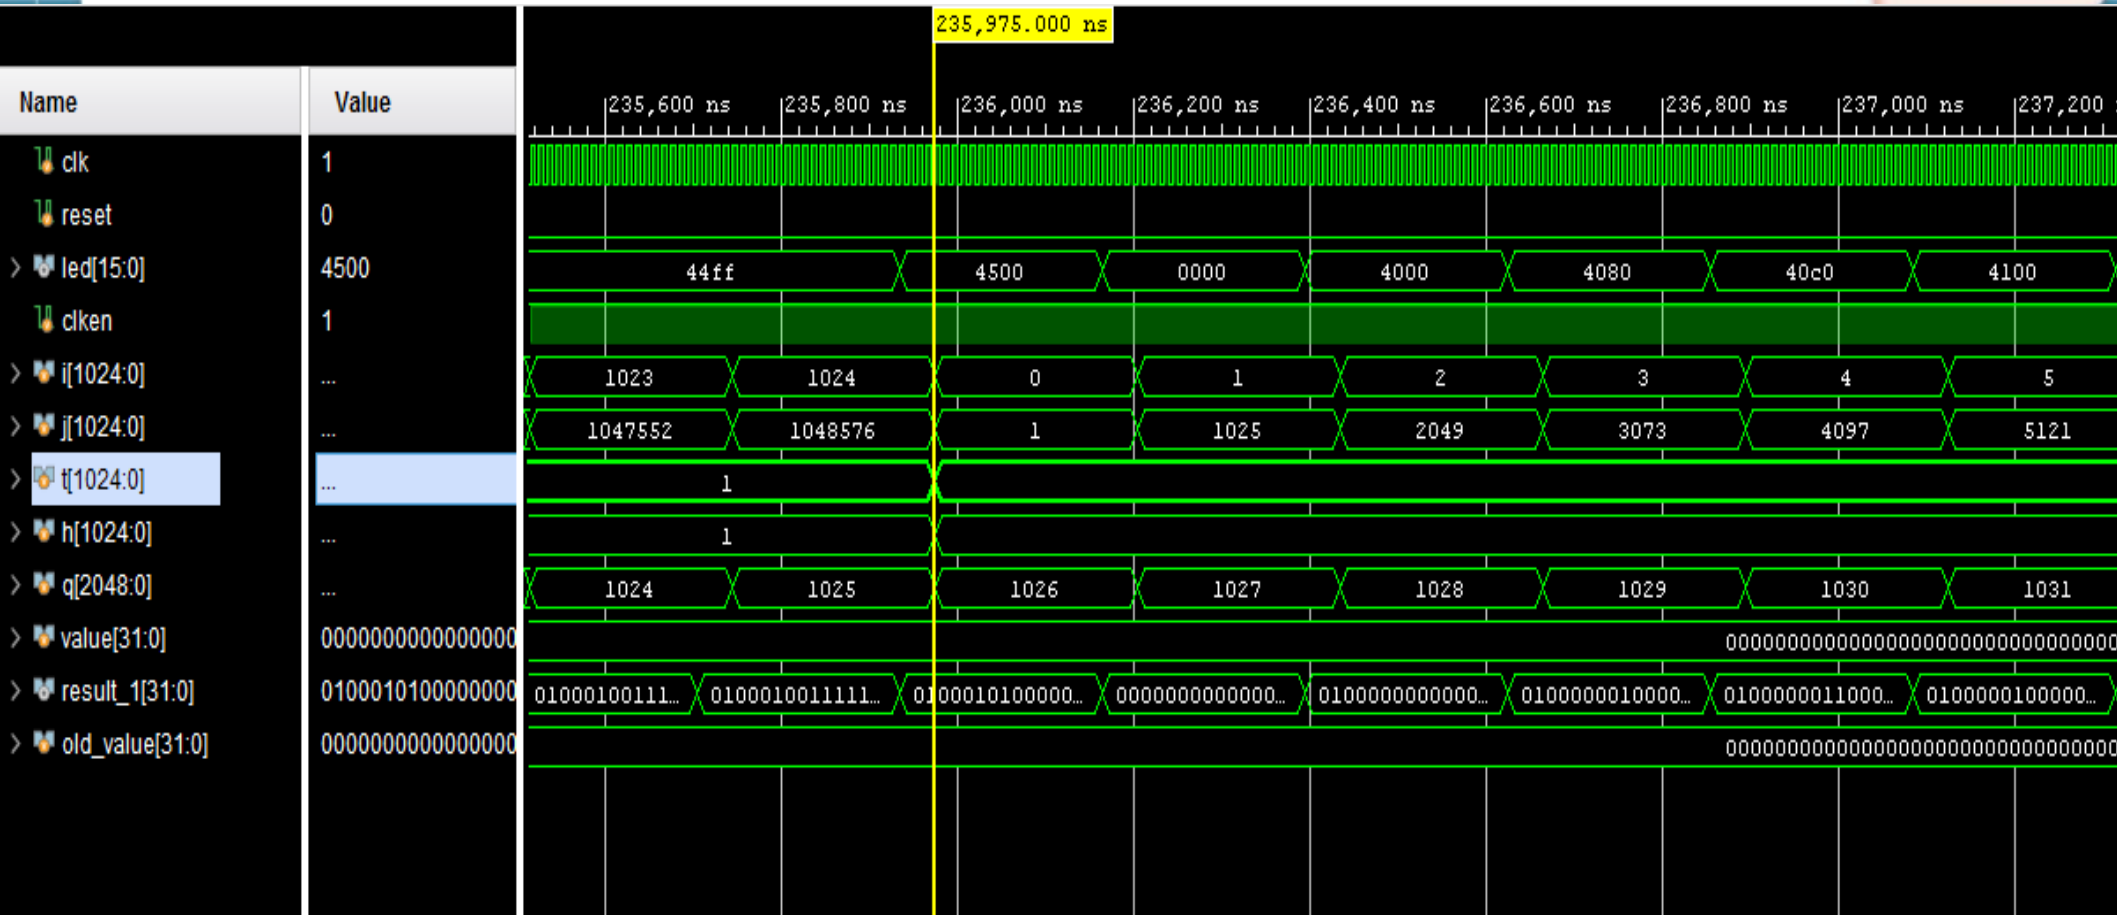 235,975.000 ns
Name Value 235,600 ns 235,800 ns 236,000 ns 236,200 ns 236,400 ns 236,600 ns 236,800 ns 237,000 ns 237,200
clk 1
reset 0
led[15:0] 4500 44ff 4500 0000 4000 4080 40c0 4100
clken 1
i[1024:0] ... 1023 1024 0 1 2 3 4 5
j[1024:0] ... 1047552 1048576 1 1025 2049 3073 4097 5121
t[1024:0] ... 1
h[1024:0] ... 1
q[2048:0] ... 1024 1025 1026 1027 1028 1029 1030 1031
value[31:0] 0000000000000000 00000000000000000000000000000
result_1[31:0] 0100010100000000 01000100111... 0100010011111... 0100010100000... 0000000000000... 0100000000000... 0100000010000... 0100000011000... 0100000100000...
old_value[31:0] 0000000000000000 00000000000000000000000000000